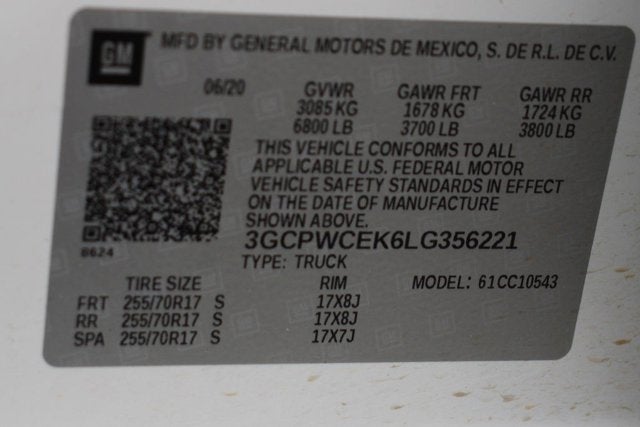 GM
MFD BY GENERAL MOTORS DE MEXICO, S. DE R.L. DE C.V.
06/20 GVWR GAWR FRT GAWR RR
3085 KG 1678 KG 1724 KG
6800 LB 3700 LB 3800 LB
THIS VEHICLE CONFORMS TO ALL
APPLICABLE U.S. FEDERAL MOTOR
VEHICLE SAFETY STANDARDS IN EFFECT
ON THE DATE OF MANUFACTURE
SHOWN ABOVE.
3GCPWCEK6LG356221
8624
TYPE: TRUCK
TIRE SIZE RIM MODEL: 61CC10543
FRT 255/70R17 S 17X8J
RR 255/70R17 S 17X8J
SPA 255/70R17 S 17X7J